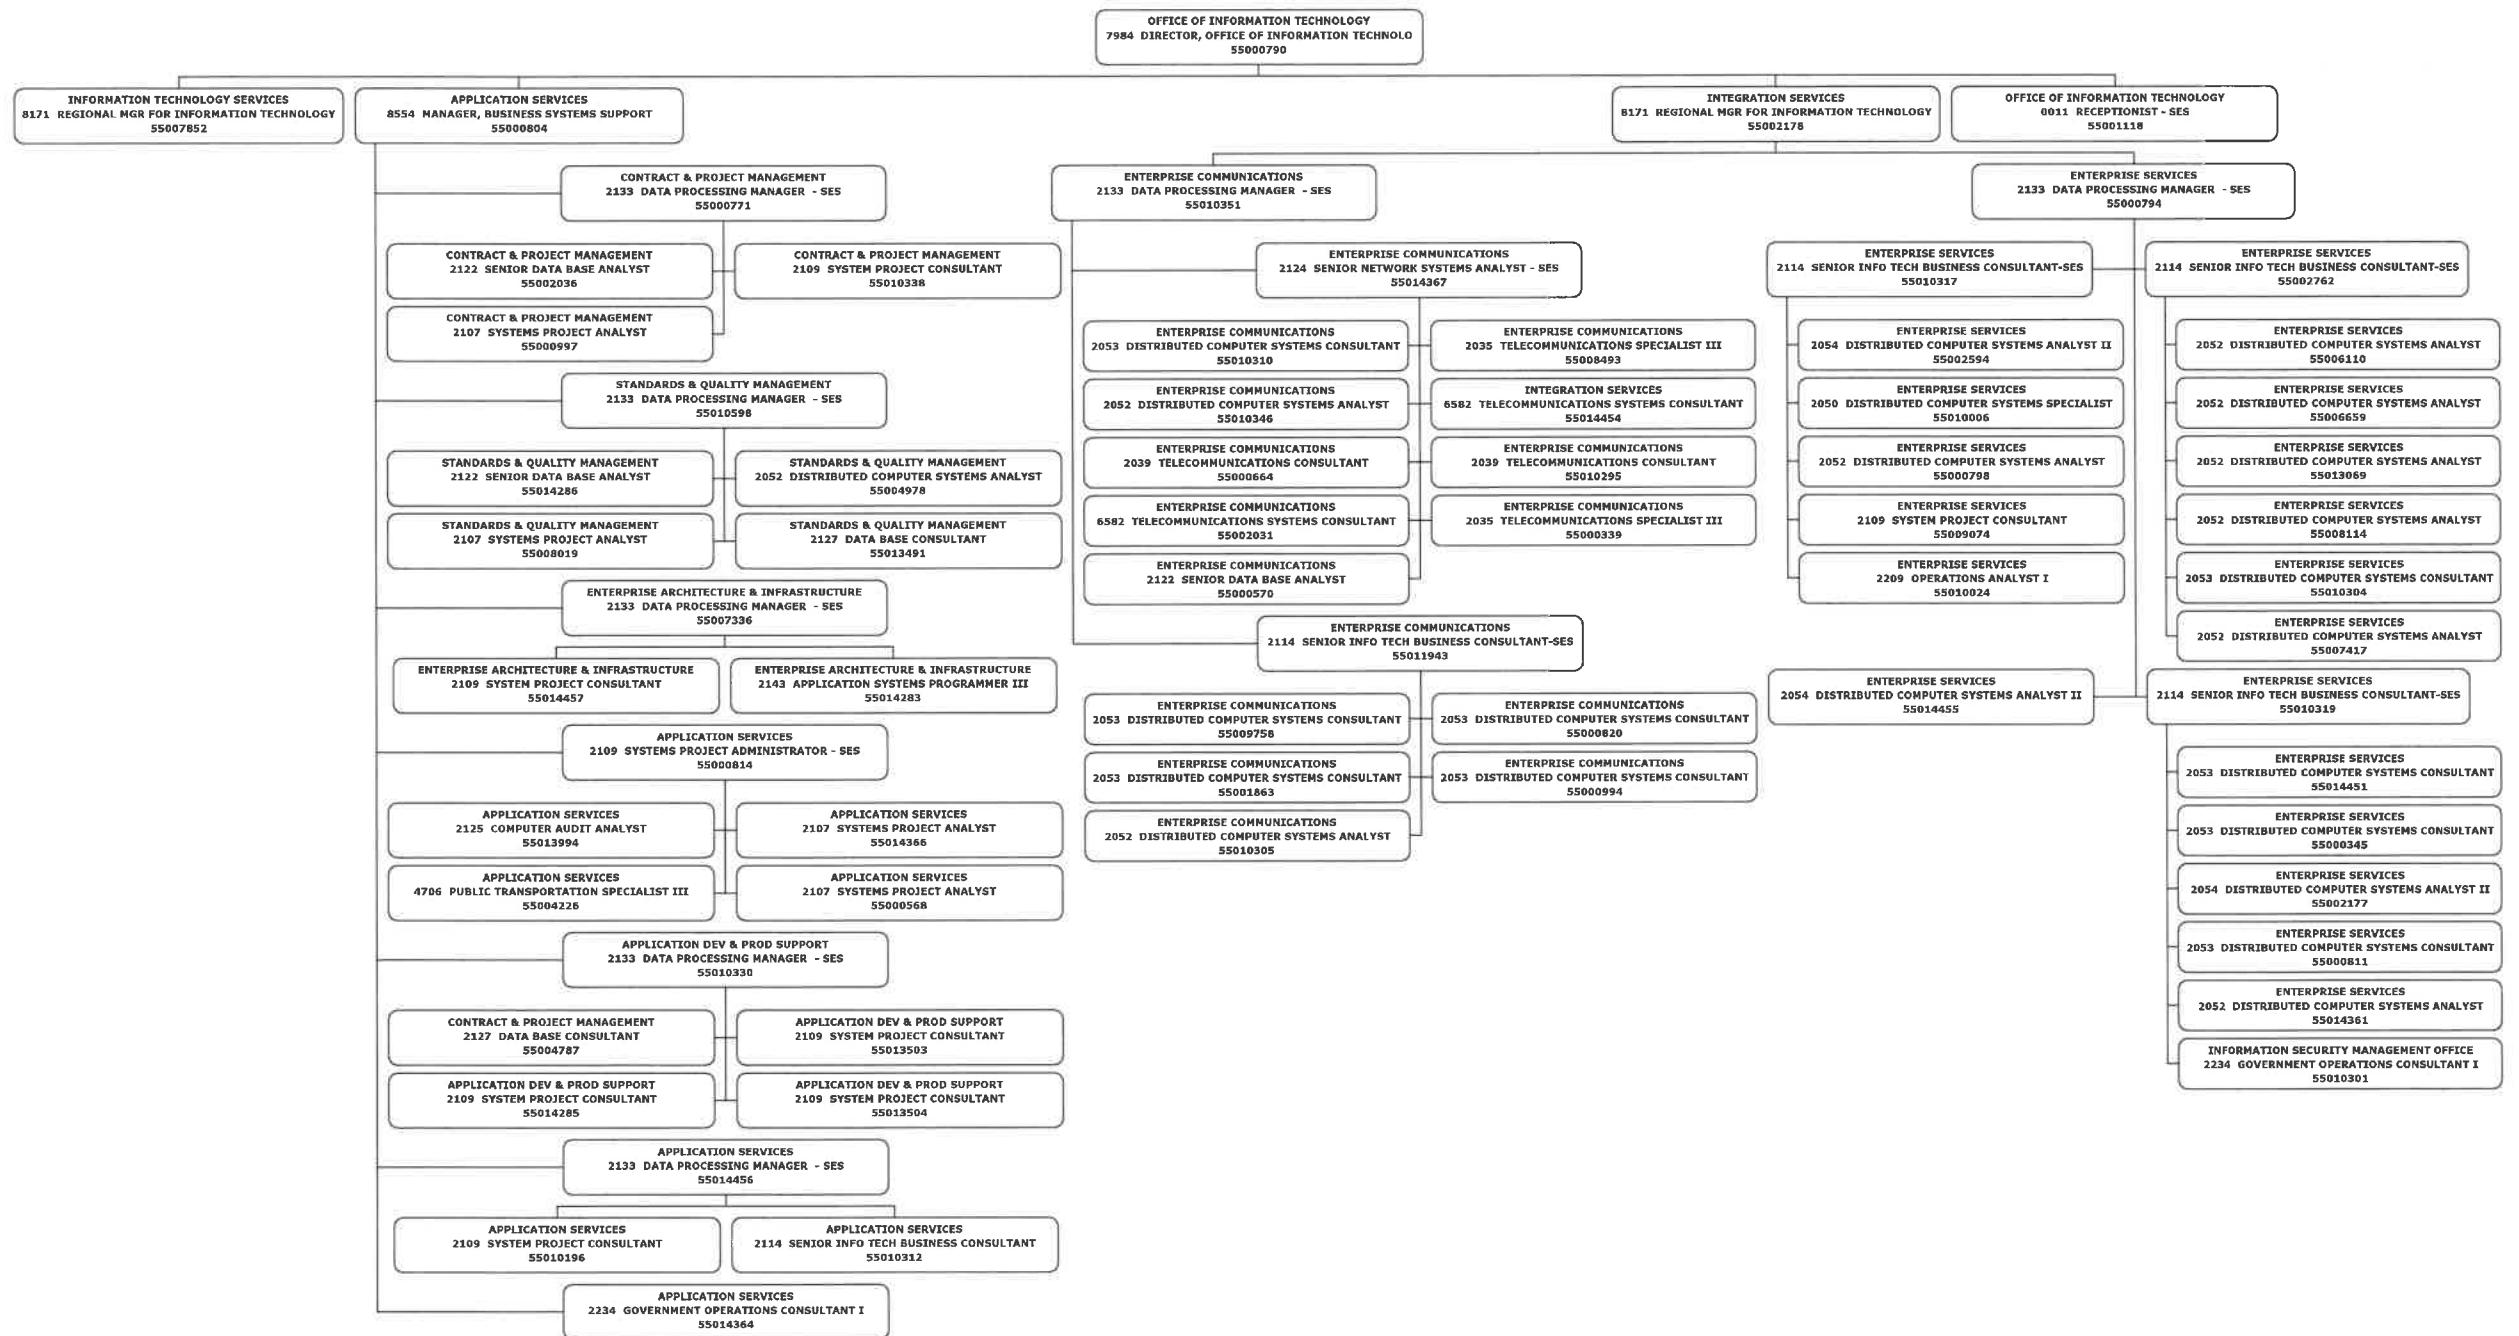 OFFICE OF INFORMATION TECHNOLOGY
7984 DIRECTOR, OFFICE OF INFORMATION TECHNOLO
55000790
INFORMATION TECHNOLOGY SERVICES
8171 REGIONAL MGR FOR INFORMATION TECHNOLOGY
55007852
APPLICATION SERVICES
8554 MANAGER, BUSINESS SYSTEMS SUPPORT
55000804
INTEGRATION SERVICES
8171 REGIONAL MGR FOR INFORMATION TECHNOLOGY
55002178
OFFICE OF INFORMATION TECHNOLOGY
0011 RECEPTIONIST - SES
55001118
CONTRACT & PROJECT MANAGEMENT
2133 DATA PROCESSING MANAGER - SES
55000771
CONTRACT & PROJECT MANAGEMENT
2122 SENIOR DATA BASE ANALYST
55002036
CONTRACT & PROJECT MANAGEMENT
2109 SYSTEM PROJECT CONSULTANT
55010338
CONTRACT & PROJECT MANAGEMENT
2107 SYSTEMS PROJECT ANALYST
55000997
STANDARDS & QUALITY MANAGEMENT
2133 DATA PROCESSING MANAGER - SES
55010598
STANDARDS & QUALITY MANAGEMENT
2122 SENIOR DATA BASE ANALYST
55014286
STANDARDS & QUALITY MANAGEMENT
2052 DISTRIBUTED COMPUTER SYSTEMS ANALYST
55004978
STANDARDS & QUALITY MANAGEMENT
2107 SYSTEMS PROJECT ANALYST
55008019
STANDARDS & QUALITY MANAGEMENT
2127 DATA BASE CONSULTANT
55013491
ENTERPRISE ARCHITECTURE & INFRASTRUCTURE
2133 DATA PROCESSING MANAGER - SES
55007336
ENTERPRISE ARCHITECTURE & INFRASTRUCTURE
2109 SYSTEM PROJECT CONSULTANT
55014457
ENTERPRISE ARCHITECTURE & INFRASTRUCTURE
2143 APPLICATION SYSTEMS PROGRAMMER III
55014283
APPLICATION SERVICES
2109 SYSTEMS PROJECT ADMINISTRATOR - SES
55000814
APPLICATION SERVICES
2125 COMPUTER AUDIT ANALYST
55013994
APPLICATION SERVICES
2107 SYSTEMS PROJECT ANALYST
55014366
APPLICATION SERVICES
4706 PUBLIC TRANSPORTATION SPECIALIST III
55004226
APPLICATION SERVICES
2107 SYSTEMS PROJECT ANALYST
55000568
APPLICATION DEV & PROD SUPPORT
2133 DATA PROCESSING MANAGER - SES
55010330
CONTRACT & PROJECT MANAGEMENT
2127 DATA BASE CONSULTANT
55004787
APPLICATION DEV & PROD SUPPORT
2109 SYSTEM PROJECT CONSULTANT
55013503
APPLICATION DEV & PROD SUPPORT
2109 SYSTEM PROJECT CONSULTANT
55014285
APPLICATION DEV & PROD SUPPORT
2109 SYSTEM PROJECT CONSULTANT
55013504
APPLICATION SERVICES
2133 DATA PROCESSING MANAGER - SES
55014456
APPLICATION SERVICES
2109 SYSTEM PROJECT CONSULTANT
55010196
APPLICATION SERVICES
2114 SENIOR INFO TECH BUSINESS CONSULTANT
55010312
APPLICATION SERVICES
2234 GOVERNMENT OPERATIONS CONSULTANT I
55014364
ENTERPRISE COMMUNICATIONS
2133 DATA PROCESSING MANAGER - SES
55010351
ENTERPRISE COMMUNICATIONS
2124 SENIOR NETWORK SYSTEMS ANALYST - SES
55014367
ENTERPRISE COMMUNICATIONS
2053 DISTRIBUTED COMPUTER SYSTEMS CONSULTANT
55010310
ENTERPRISE COMMUNICATIONS
2035 TELECOMMUNICATIONS SPECIALIST III
55008493
ENTERPRISE COMMUNICATIONS
2052 DISTRIBUTED COMPUTER SYSTEMS ANALYST
55010346
INTEGRATION SERVICES
6582 TELECOMMUNICATIONS SYSTEMS CONSULTANT
55014454
ENTERPRISE COMMUNICATIONS
2039 TELECOMMUNICATIONS CONSULTANT
55000664
ENTERPRISE COMMUNICATIONS
2039 TELECOMMUNICATIONS CONSULTANT
55010295
ENTERPRISE COMMUNICATIONS
6582 TELECOMMUNICATIONS SYSTEMS CONSULTANT
55002031
ENTERPRISE COMMUNICATIONS
2035 TELECOMMUNICATIONS SPECIALIST III
55000339
ENTERPRISE COMMUNICATIONS
2122 SENIOR DATA BASE ANALYST
55000570
ENTERPRISE COMMUNICATIONS
2114 SENIOR INFO TECH BUSINESS CONSULTANT-SES
55011943
ENTERPRISE COMMUNICATIONS
2053 DISTRIBUTED COMPUTER SYSTEMS CONSULTANT
55009758
ENTERPRISE COMMUNICATIONS
2053 DISTRIBUTED COMPUTER SYSTEMS CONSULTANT
55000820
ENTERPRISE COMMUNICATIONS
2053 DISTRIBUTED COMPUTER SYSTEMS CONSULTANT
55001863
ENTERPRISE COMMUNICATIONS
2053 DISTRIBUTED COMPUTER SYSTEMS CONSULTANT
55000994
ENTERPRISE COMMUNICATIONS
2052 DISTRIBUTED COMPUTER SYSTEMS ANALYST
55010305
ENTERPRISE SERVICES
2133 DATA PROCESSING MANAGER - SES
55000794
ENTERPRISE SERVICES
2114 SENIOR INFO TECH BUSINESS CONSULTANT-SES
55010317
ENTERPRISE SERVICES
2054 DISTRIBUTED COMPUTER SYSTEMS ANALYST II
55002594
ENTERPRISE SERVICES
2050 DISTRIBUTED COMPUTER SYSTEMS SPECIALIST
55010006
ENTERPRISE SERVICES
2052 DISTRIBUTED COMPUTER SYSTEMS ANALYST
55000798
ENTERPRISE SERVICES
2109 SYSTEM PROJECT CONSULTANT
55009074
ENTERPRISE SERVICES
2209 OPERATIONS ANALYST I
55010024
ENTERPRISE SERVICES
2114 SENIOR INFO TECH BUSINESS CONSULTANT-SES
55002762
ENTERPRISE SERVICES
2052 DISTRIBUTED COMPUTER SYSTEMS ANALYST
55006110
ENTERPRISE SERVICES
2052 DISTRIBUTED COMPUTER SYSTEMS ANALYST
55006659
ENTERPRISE SERVICES
2052 DISTRIBUTED COMPUTER SYSTEMS ANALYST
55013069
ENTERPRISE SERVICES
2052 DISTRIBUTED COMPUTER SYSTEMS ANALYST
55008114
ENTERPRISE SERVICES
2053 DISTRIBUTED COMPUTER SYSTEMS CONSULTANT
55010304
ENTERPRISE SERVICES
2052 DISTRIBUTED COMPUTER SYSTEMS ANALYST
55007417
ENTERPRISE SERVICES
2054 DISTRIBUTED COMPUTER SYSTEMS ANALYST II
55014455
ENTERPRISE SERVICES
2114 SENIOR INFO TECH BUSINESS CONSULTANT-SES
55010319
ENTERPRISE SERVICES
2053 DISTRIBUTED COMPUTER SYSTEMS CONSULTANT
55014451
ENTERPRISE SERVICES
2053 DISTRIBUTED COMPUTER SYSTEMS CONSULTANT
55000345
ENTERPRISE SERVICES
2054 DISTRIBUTED COMPUTER SYSTEMS ANALYST II
55002177
ENTERPRISE SERVICES
2053 DISTRIBUTED COMPUTER SYSTEMS CONSULTANT
55000811
ENTERPRISE SERVICES
2052 DISTRIBUTED COMPUTER SYSTEMS ANALYST
55014361
INFORMATION SECURITY MANAGEMENT OFFICE
2234 GOVERNMENT OPERATIONS CONSULTANT I
55010301